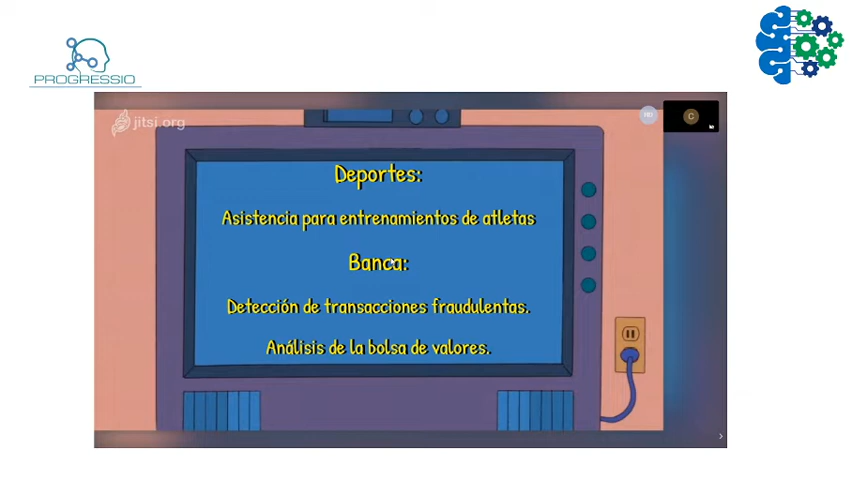 PROGRESSIO
jitsi.org
HD
C
Deportes:
Asistencia para entrenamientos de atletas
Banca:
Detección de transacciones fraudulentas.
Análisis de la bolsa de valores.